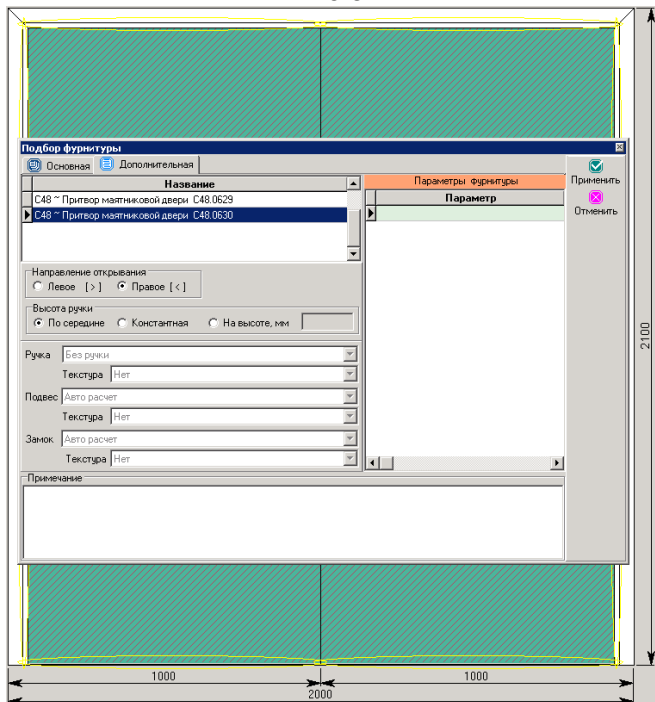 Подбор фурнитуры
Основная Дополнительная
Название
С48 ~ Притвор маятниковой двери С48.0629
С48 ~ Притвор маятниковой двери С48.0630
Параметры фурнитуры
Параметр
Применить
Отменить
Направление открывания
Левое [ > ] Правое [ < ]
Высота ручки
По середине Константная На высоте, мм
Ручка Без ручки
Текстура Нет
Подвес Авто расчет
Текстура Нет
Замок Авто расчет
Текстура Нет
Примечание
2100
1000 1000
2000